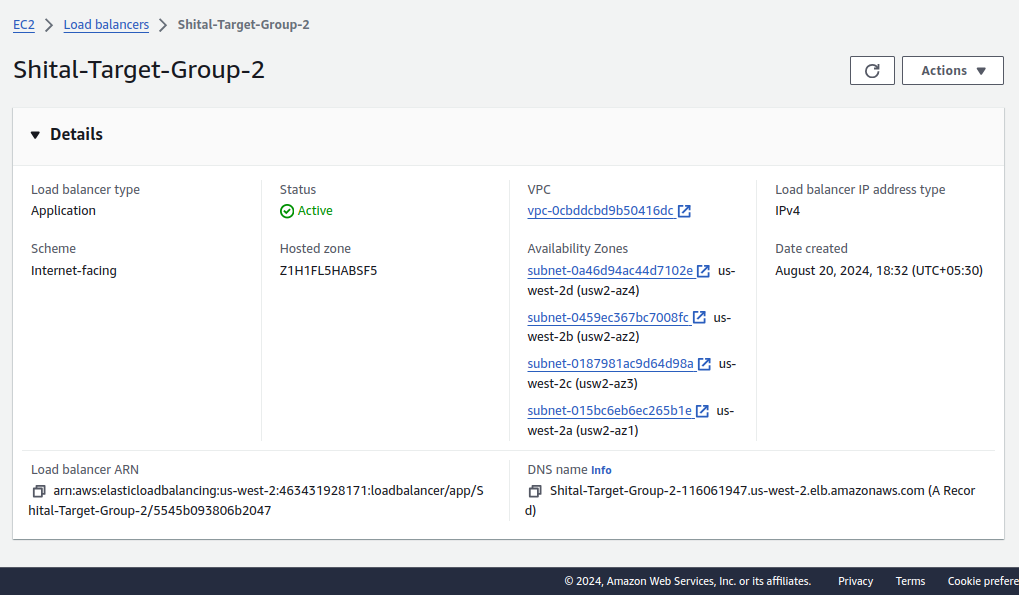 EC2 > Load balancers > Shital-Target-Group-2
Shital-Target-Group-2
Actions
Details
Load balancer type
Application
Status
Active
VPC
vpc-0cbddcbd9b50416dc
Load balancer IP address type
IPv4
Scheme
Internet-facing
Hosted zone
Z1H1FL5HABSF5
Availability Zones
subnet-0a46d94ac44d7102e us-
west-2d (usw2-az4)
subnet-0459ec367bc7008fc us-
west-2b (usw2-az2)
subnet-0187981ac9d64d98a us-
west-2c (usw2-az3)
subnet-015bc6eb6ec265b1e us-
west-2a (usw2-az1)
Date created
August 20, 2024, 18:32 (UTC+05:30)
Load balancer ARN
arn:aws:elasticloadbalancing:us-west-2:463431928171:loadbalancer/app/S
hital-Target-Group-2/5545b093806b2047
DNS name Info
Shital-Target-Group-2-116061947.us-west-2.elb.amazonaws.com (A Recor
d)
© 2024, Amazon Web Services, Inc. or its affiliates. Privacy Terms Cookie prefere